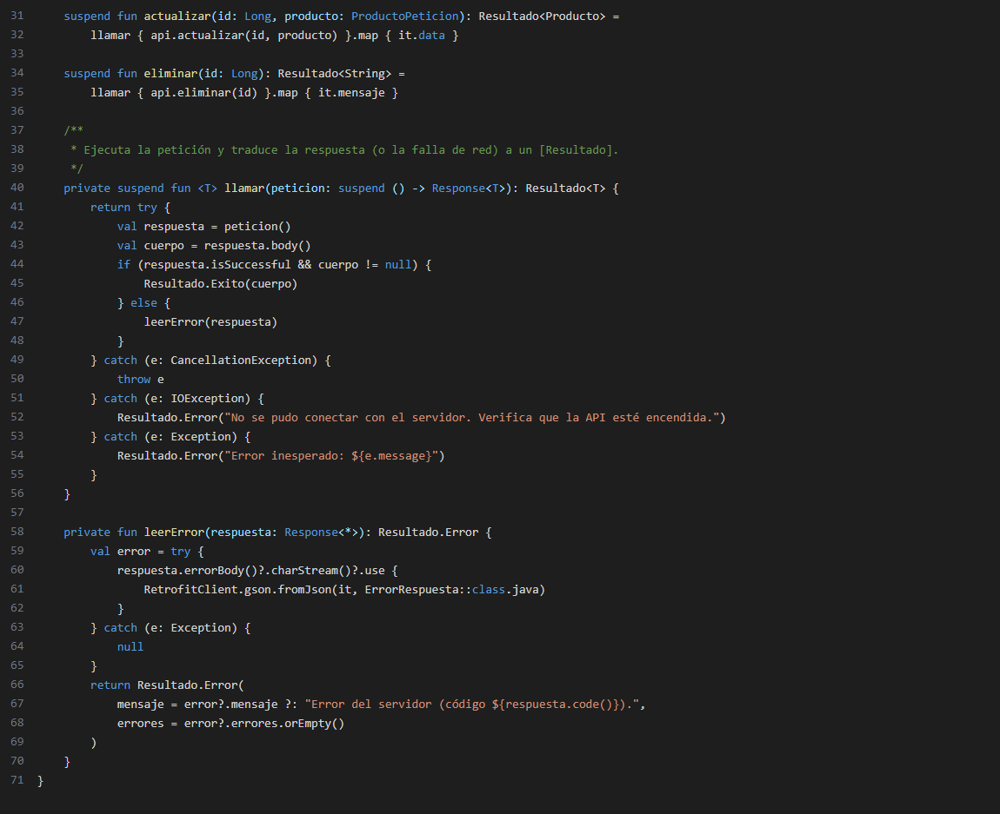 31 suspend fun actualizar(id: Long, producto: ProductoPeticion): Resultado<Producto> =
32 llamar { api.actualizar(id, producto) }.map { it.data }
33
34 suspend fun eliminar(id: Long): Resultado<String> =
35 llamar { api.eliminar(id) }.map { it.mensaje }
36
37 /**
38 * Ejecuta la petición y traduce la respuesta (o la falla de red) a un [Resultado].
39 */
40 private suspend fun <T> llamar(peticion: suspend () -> Response<T>): Resultado<T> {
41 return try {
42 val respuesta = peticion()
43 val cuerpo = respuesta.body()
44 if (respuesta.isSuccessful && cuerpo != null) {
45 Resultado.Exito(cuerpo)
46 } else {
47 leerError(respuesta)
48 }
49 } catch (e: CancellationException) {
50 throw e
51 } catch (e: IOException) {
52 Resultado.Error("No se pudo conectar con el servidor. Verifica que la API esté encendida.")
53 } catch (e: Exception) {
54 Resultado.Error("Error inesperado: ${e.message}")
55 }
56 }
57
58 private fun leerError(respuesta: Response<*>): Resultado.Error {
59 val error = try {
60 respuesta.errorBody()?.charStream()?.use {
61 RetrofitClient.gson.fromJson(it, ErrorRespuesta::class.java)
62 }
63 } catch (e: Exception) {
64 null
65 }
66 return Resultado.Error(
67 mensaje = error?.mensaje ?: "Error del servidor (código ${respuesta.code()}).",
68 errores = error?.errores.orEmpty()
69 )
70 }
71 }